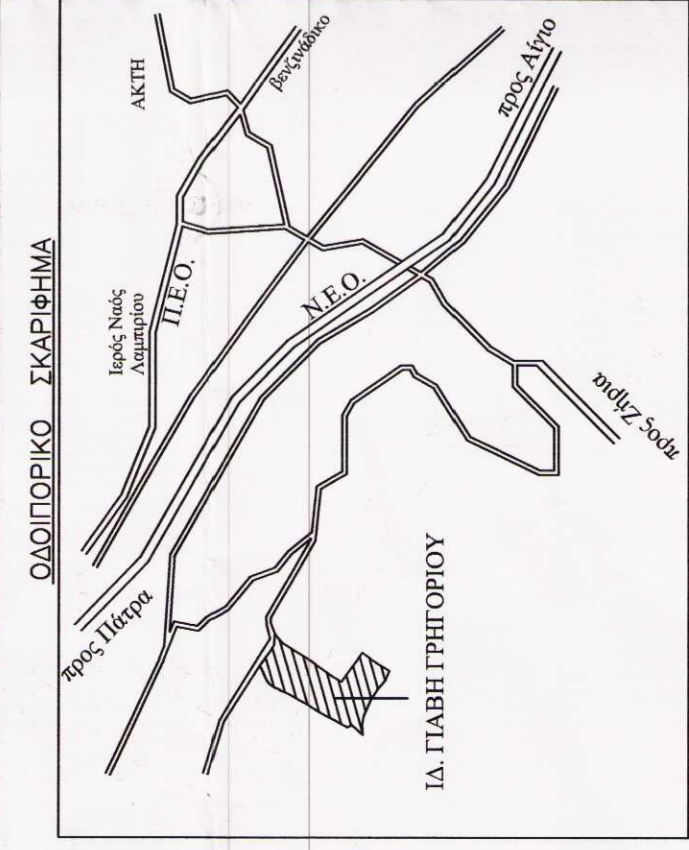 ΟΔΟΙΠΟΡΙΚΟ ΣΚΑΡΙΦΗΜΑ
ΑΚΤΗ
βενζινάδικο
προς Αίγιο
Ιερός Ναός
Λαμπιρίου
Π.Ε.Ο.
Ν.Ε.Ο.
προς Ζήρια
προς Πάτρα
ΙΔ. ΓΙΑΒΗ ΓΡΗΓΟΡΙΟΥ